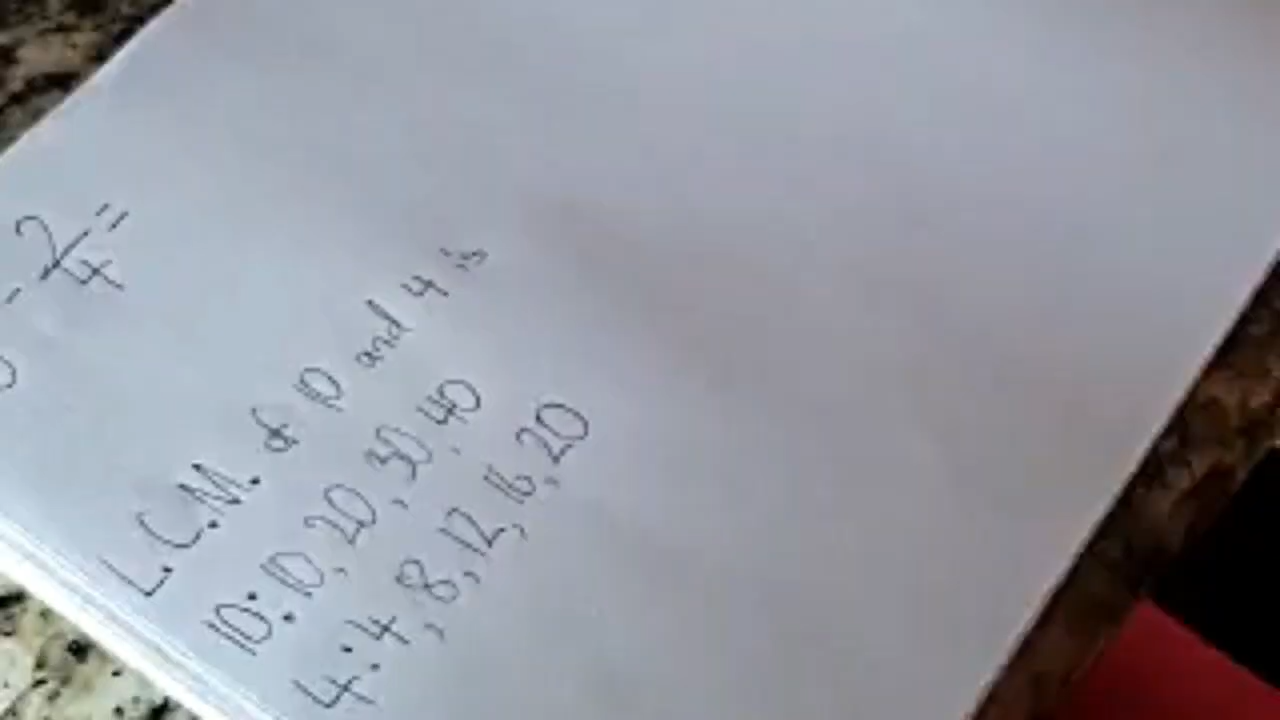 - 2/4 =
L.C.M. of 10 and 4 is
10: 10, 20, 30, 40
4: 4, 8, 12, 16, 20